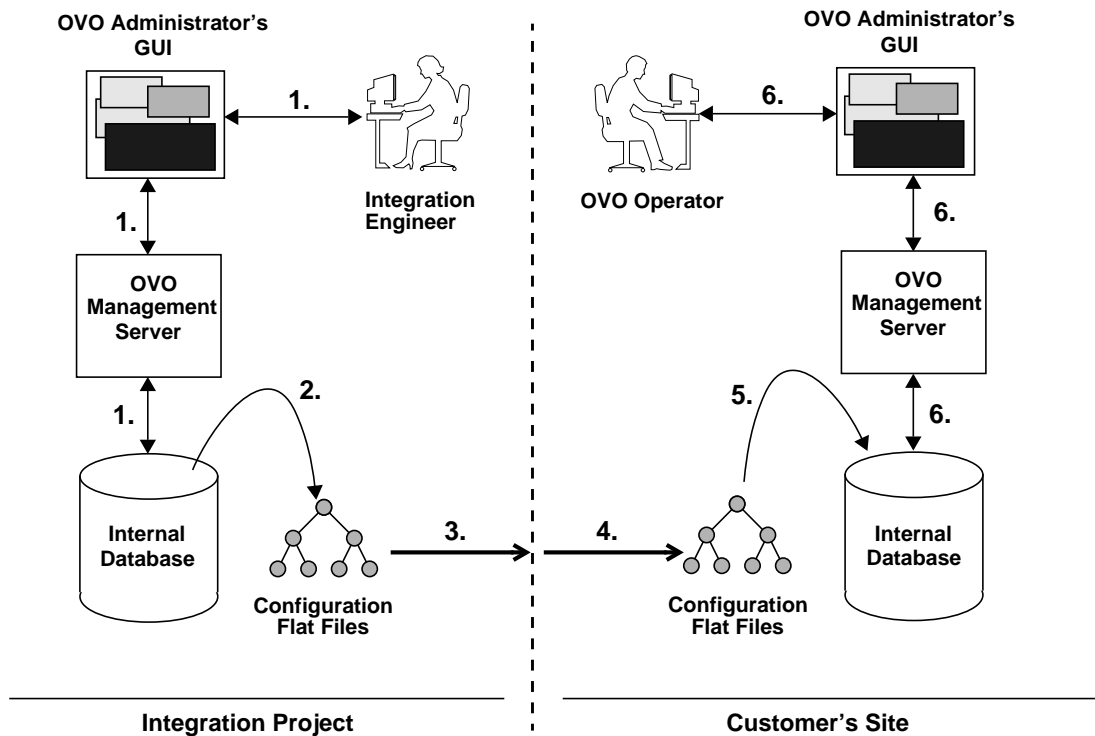 OVO Administrator's
GUI
1.
Integration
Engineer
1.
OVO
Management
Server
1.
2.
Internal
Database
Configuration
Flat Files
3.
Integration Project
OVO Administrator's
GUI
6.
OVO Operator
6.
OVO
Management
Server
6.
5.
4.
Configuration
Flat Files
Internal
Database
Customer's Site